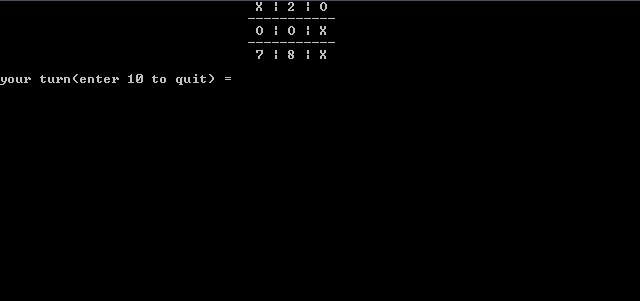 X | 2 | O
-----------
O | O | X
-----------
7 | 8 | X
your turn(enter 10 to quit) =